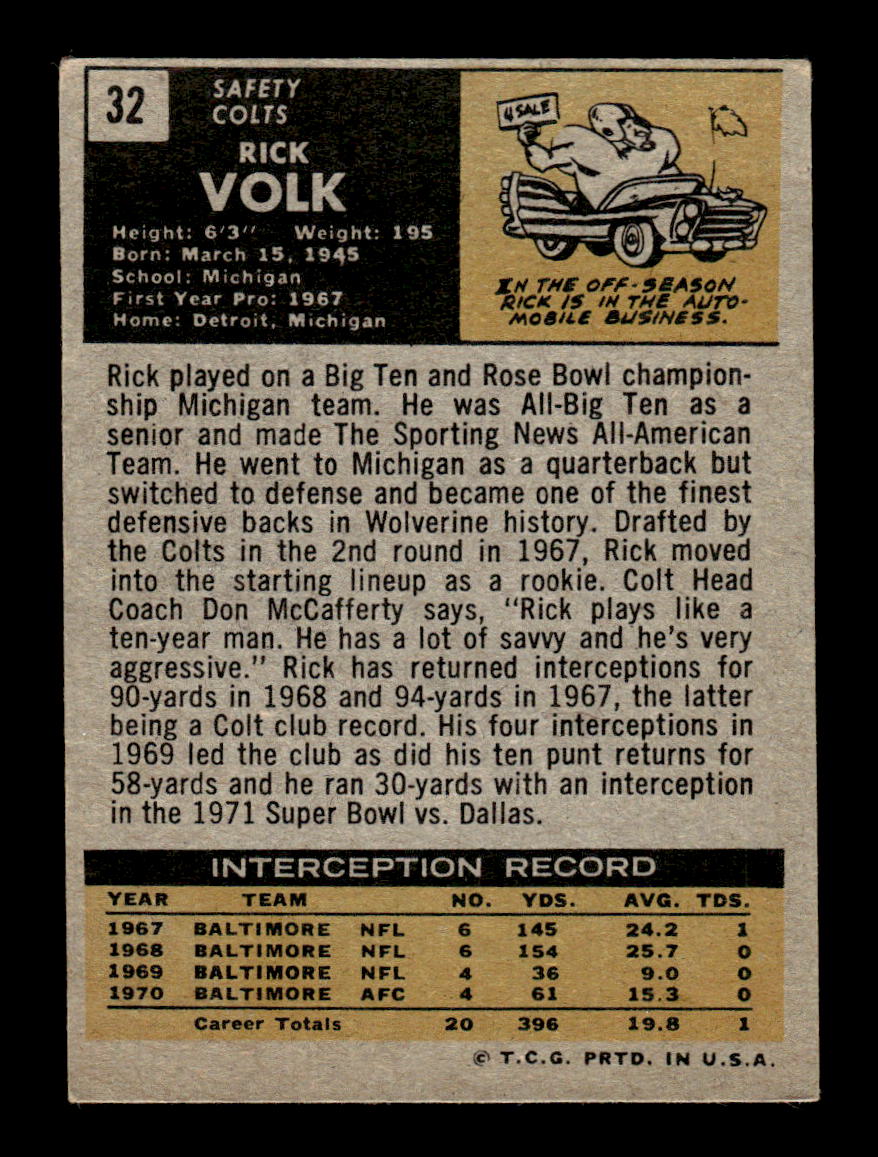 32
SAFETY
COLTS
RICK
VOLK
Height: 6'3" Weight: 195
Born: March 15, 1945
School: Michigan
First Year Pro: 1967
Home: Detroit, Michigan
4 SALE
IN THE OFF-SEASON
RICK IS IN THE AUTO-
MOBILE BUSINESS.
Rick played on a Big Ten and Rose Bowl champion-
ship Michigan team. He was All-Big Ten as a
senior and made The Sporting News All-American
Team. He went to Michigan as a quarterback but
switched to defense and became one of the finest
defensive backs in Wolverine history. Drafted by
the Colts in the 2nd round in 1967, Rick moved
into the starting lineup as a rookie. Colt Head
Coach Don McCafferty says, "Rick plays like a
ten-year man. He has a lot of savvy and he's very
aggressive." Rick has returned interceptions for
90-yards in 1968 and 94-yards in 1967, the latter
being a Colt club record. His four interceptions in
1969 led the club as did his ten punt returns for
58-yards and he ran 30-yards with an interception
in the 1971 Super Bowl vs. Dallas.
INTERCEPTION RECORD
YEAR TEAM NO. YDS. AVG. TDS.
1967 BALTIMORE NFL 6 145 24.2 1
1968 BALTIMORE NFL 6 154 25.7 0
1969 BALTIMORE NFL 4 36 9.0 0
1970 BALTIMORE AFC 4 61 15.3 0
Career Totals 20 396 19.8 1
© T.C.G. PRTD. IN U.S.A.